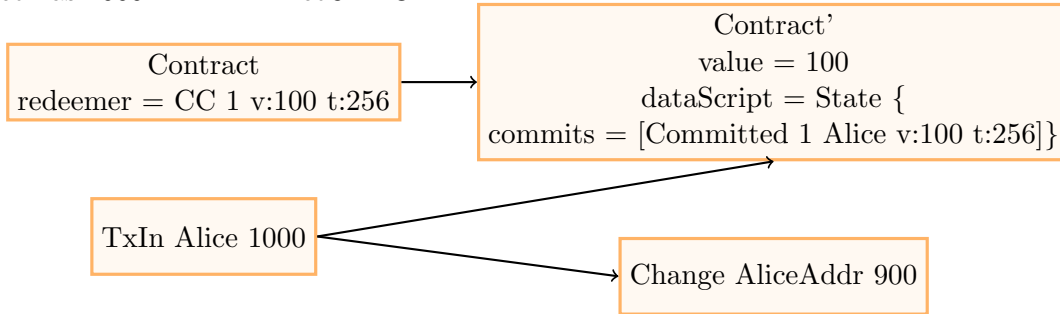 Contract
redeemer = CC 1 v:100 t:256
Contract’
value = 100
dataScript = State {
commits = [Committed 1 Alice v:100 t:256]}
TxIn Alice 1000
Change AliceAddr 900